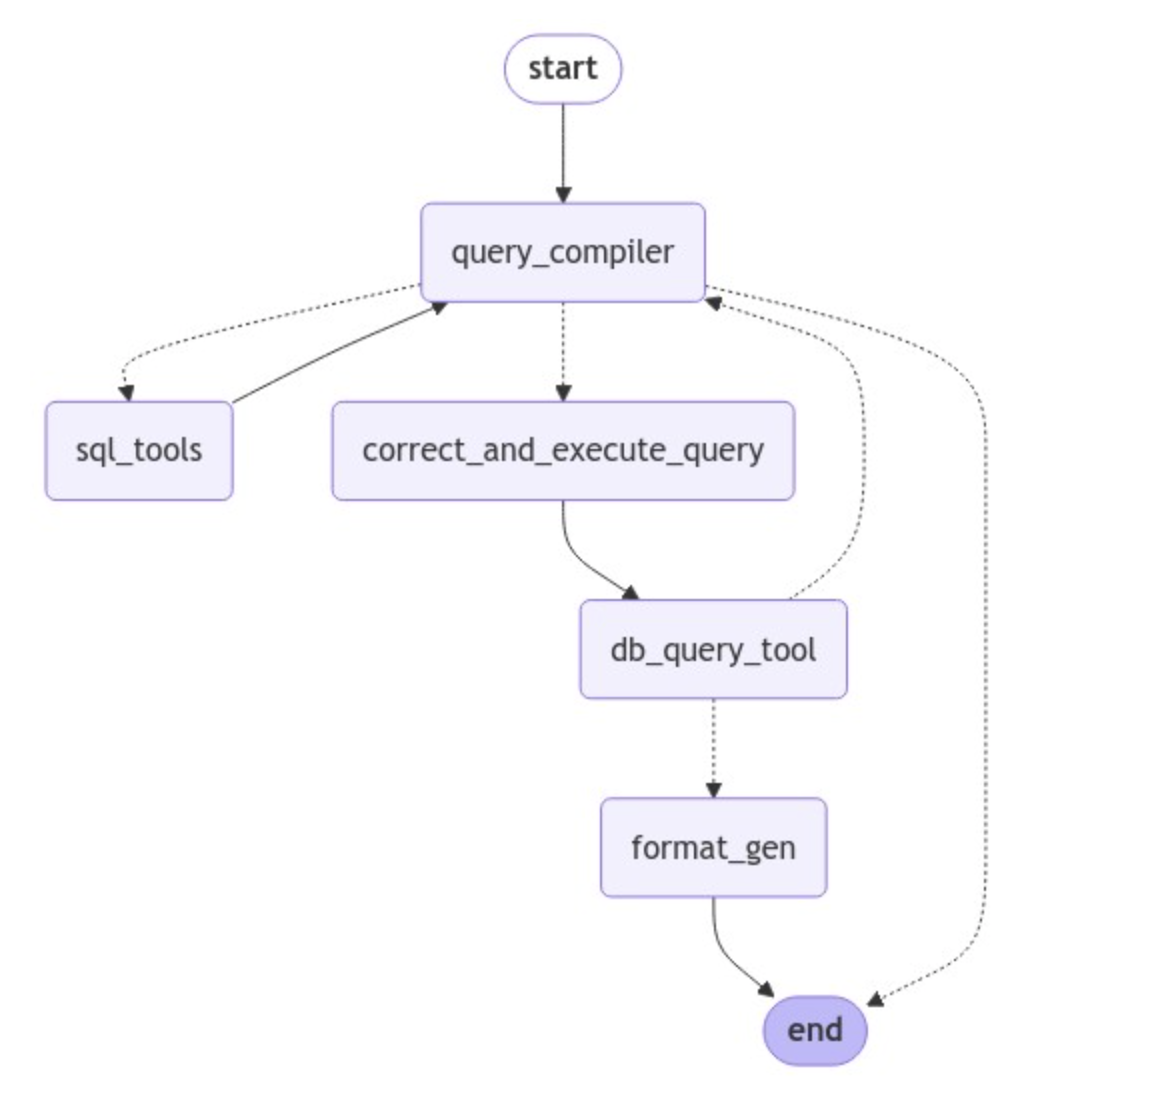 start
query_compiler
sql_tools
correct_and_execute_query
db_query_tool
format_gen
end